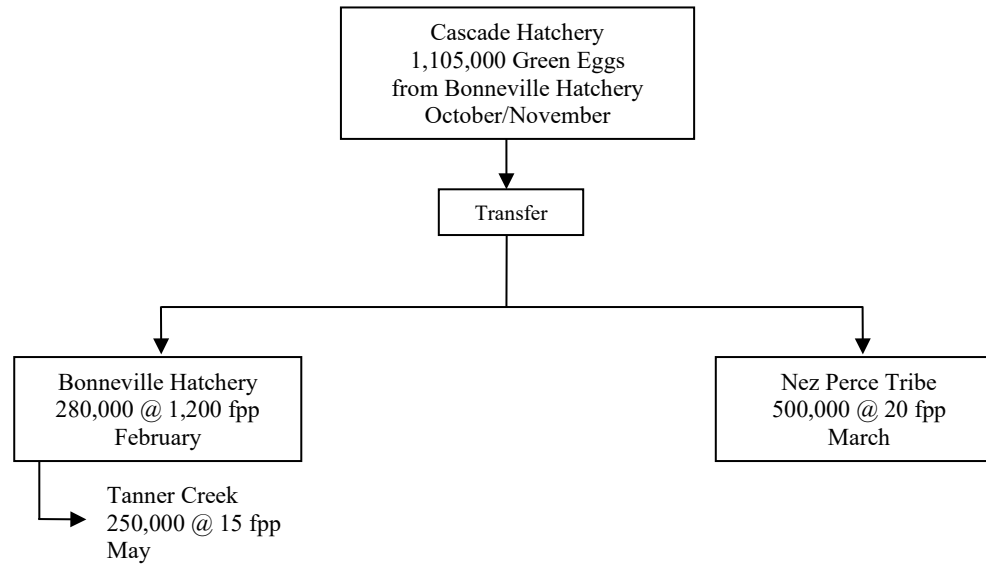 Cascade Hatchery
1,105,000 Green Eggs
from Bonneville Hatchery
October/November
Transfer
Bonneville Hatchery
280,000 @ 1,200 fpp
February
Nez Perce Tribe
500,000 @ 20 fpp
March
Tanner Creek
250,000 @ 15 fpp
May